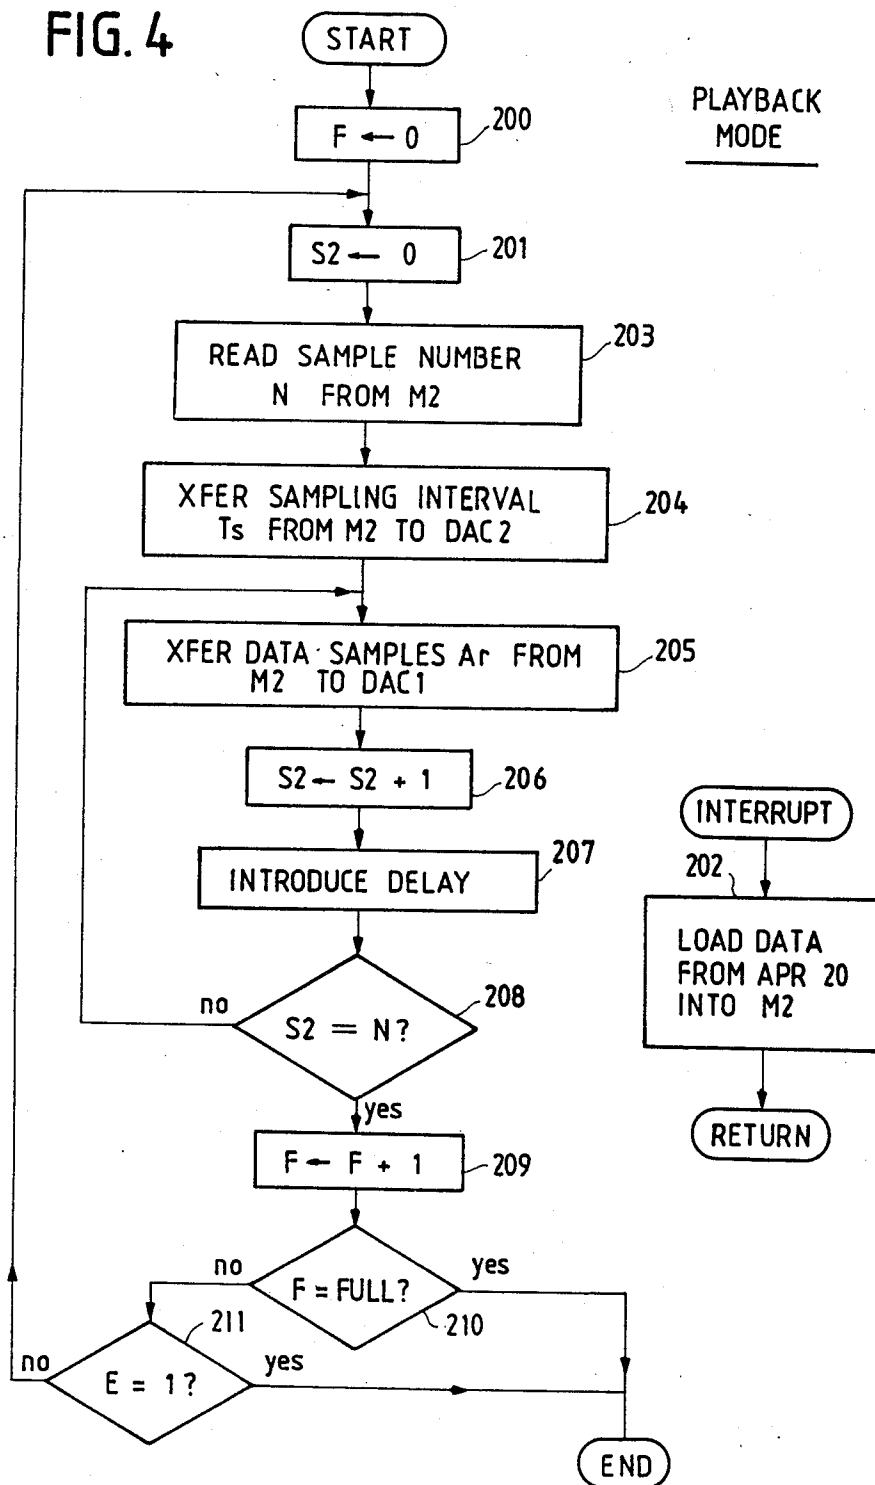 FIG. 4
START
PLAYBACK
MODE
F ← 0
200
S2 ← 0
201
READ SAMPLE NUMBER
N FROM M2
203
XFER SAMPLING INTERVAL
Ts FROM M2 TO DAC2
204
XFER DATA SAMPLES Ar FROM
M2 TO DAC1
205
S2 ← S2 + 1
206
INTRODUCE DELAY
207
S2 = N?
208
no
yes
INTERRUPT
202
LOAD DATA
FROM APR 20
INTO M2
RETURN
F ← F + 1
209
F = FULL?
210
no
yes
E = 1?
211
no
yes
END